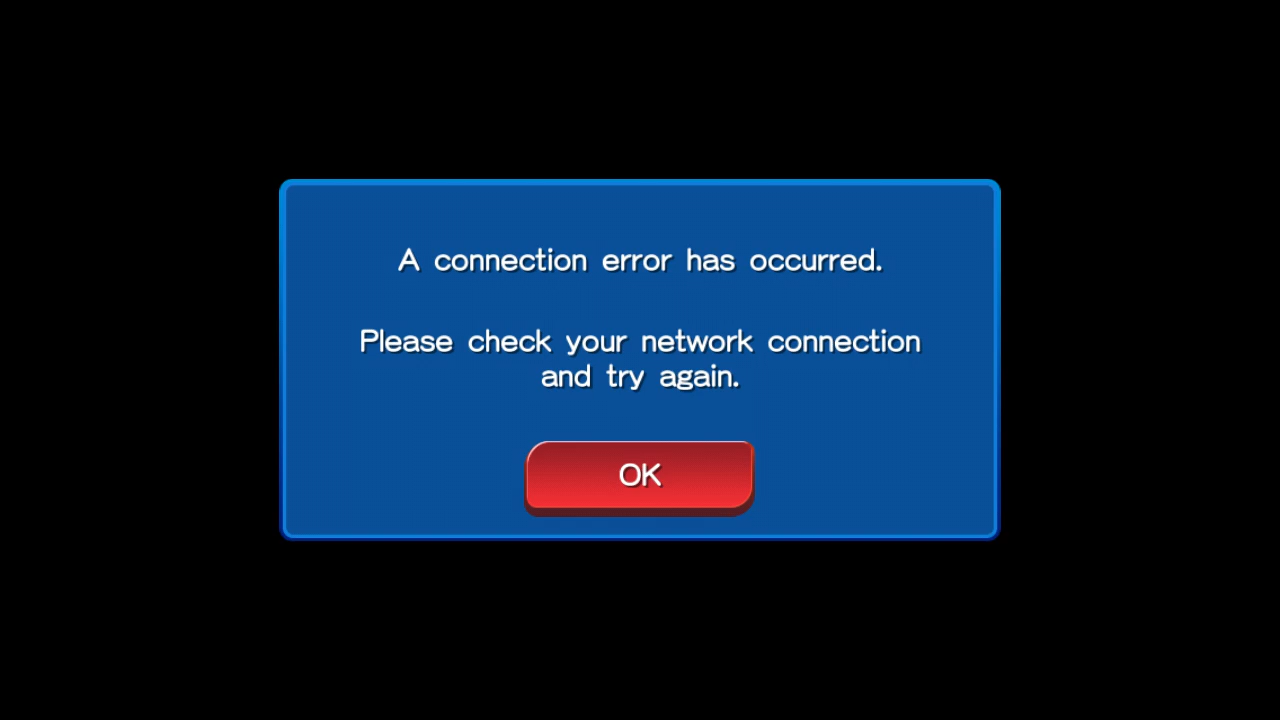 A connection error has occurred.
Please check your network connection
and try again.
OK